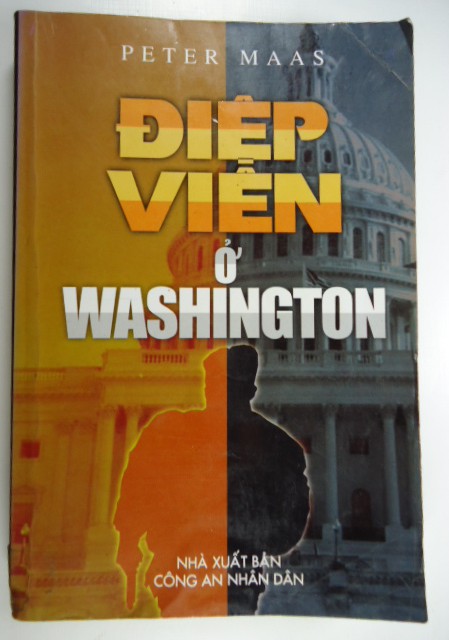 PETER MAAS
ĐIỆP
VIÊN
Ở
WASHINGTON
NHÀ XUẤT BẢN
CÔNG AN NHÂN DÂN